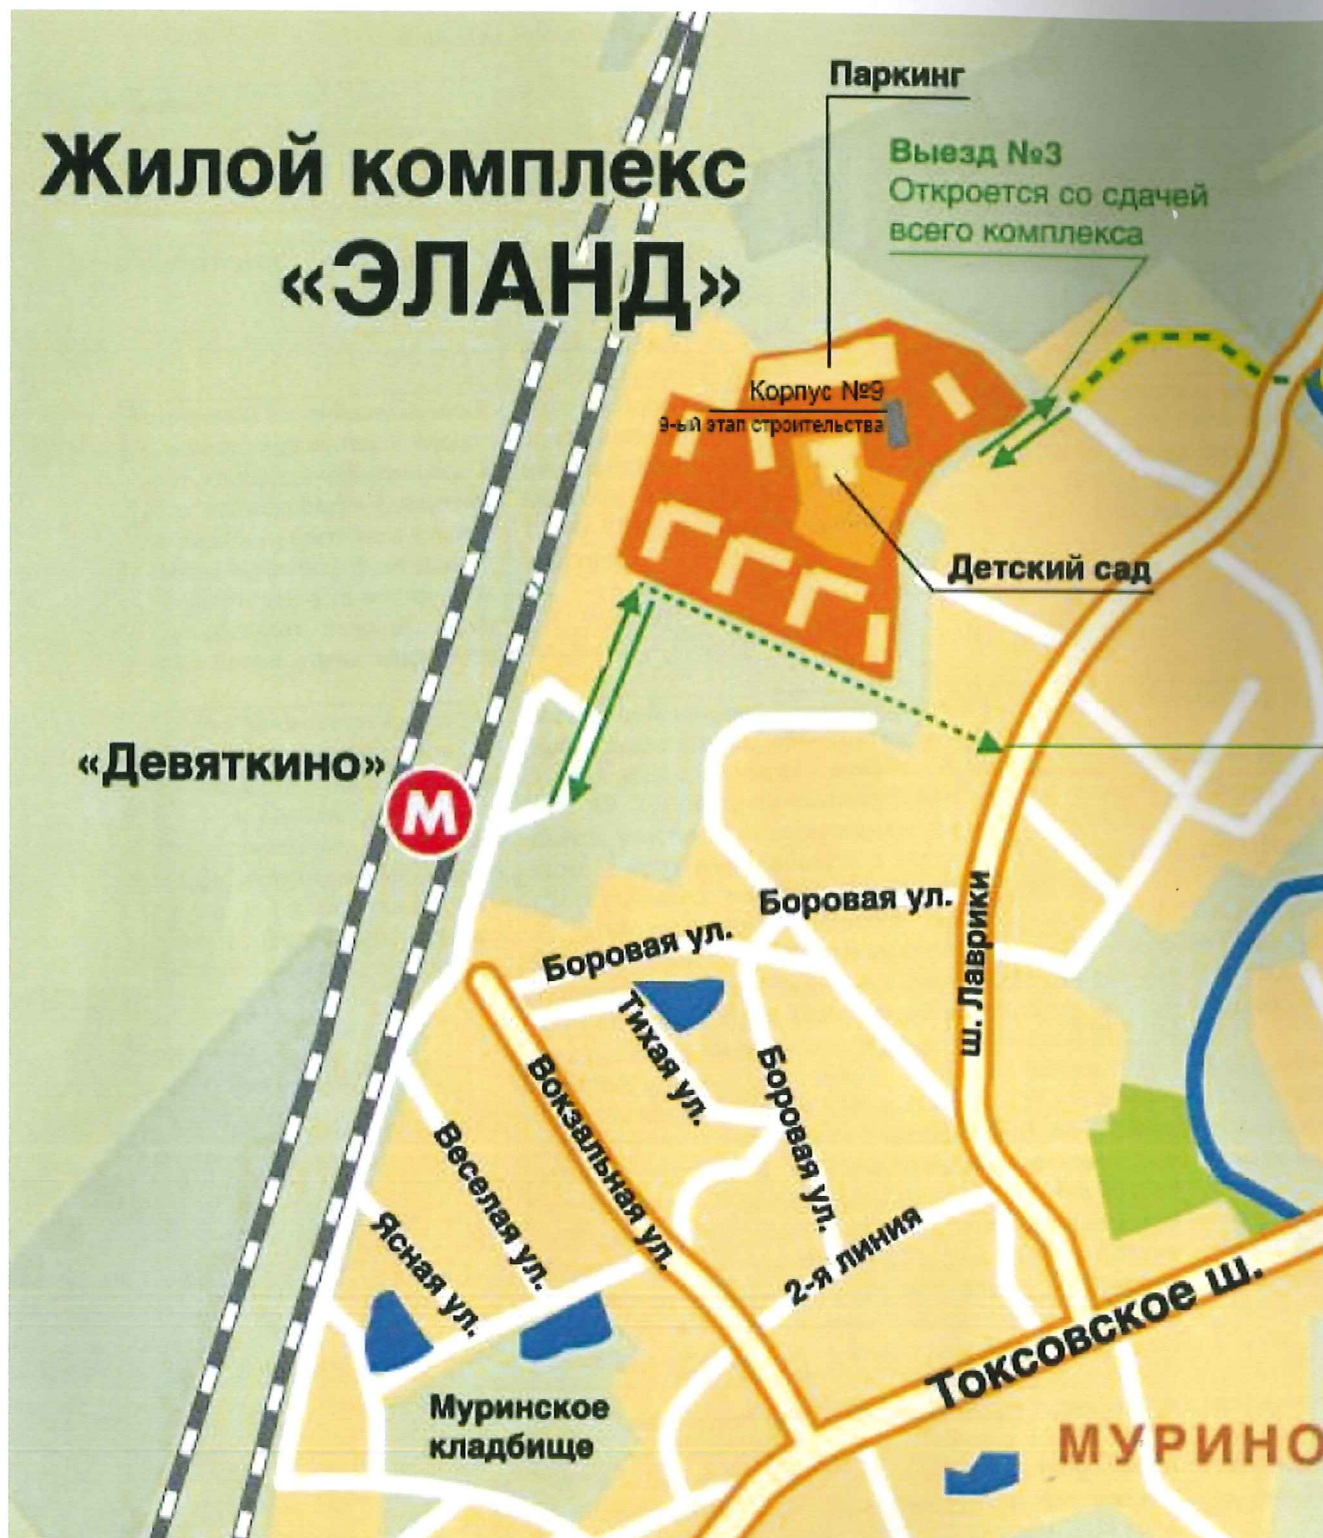 Паркинг
Выезд №3
Откроется со сдачей
всего комплекса
Жилой комплекс
«ЭЛАНД»
Корпус №9
9-ый этап строительства
Детский сад
«Девяткино»
М
Боровая ул.
Боровая ул.
ш. Лаврики
Тихая ул.
Боровая ул.
Вокзальная ул.
Веселая ул.
Ясная ул.
2-я линия
Токсовское ш.
Муринское
кладбище
МУРИНО